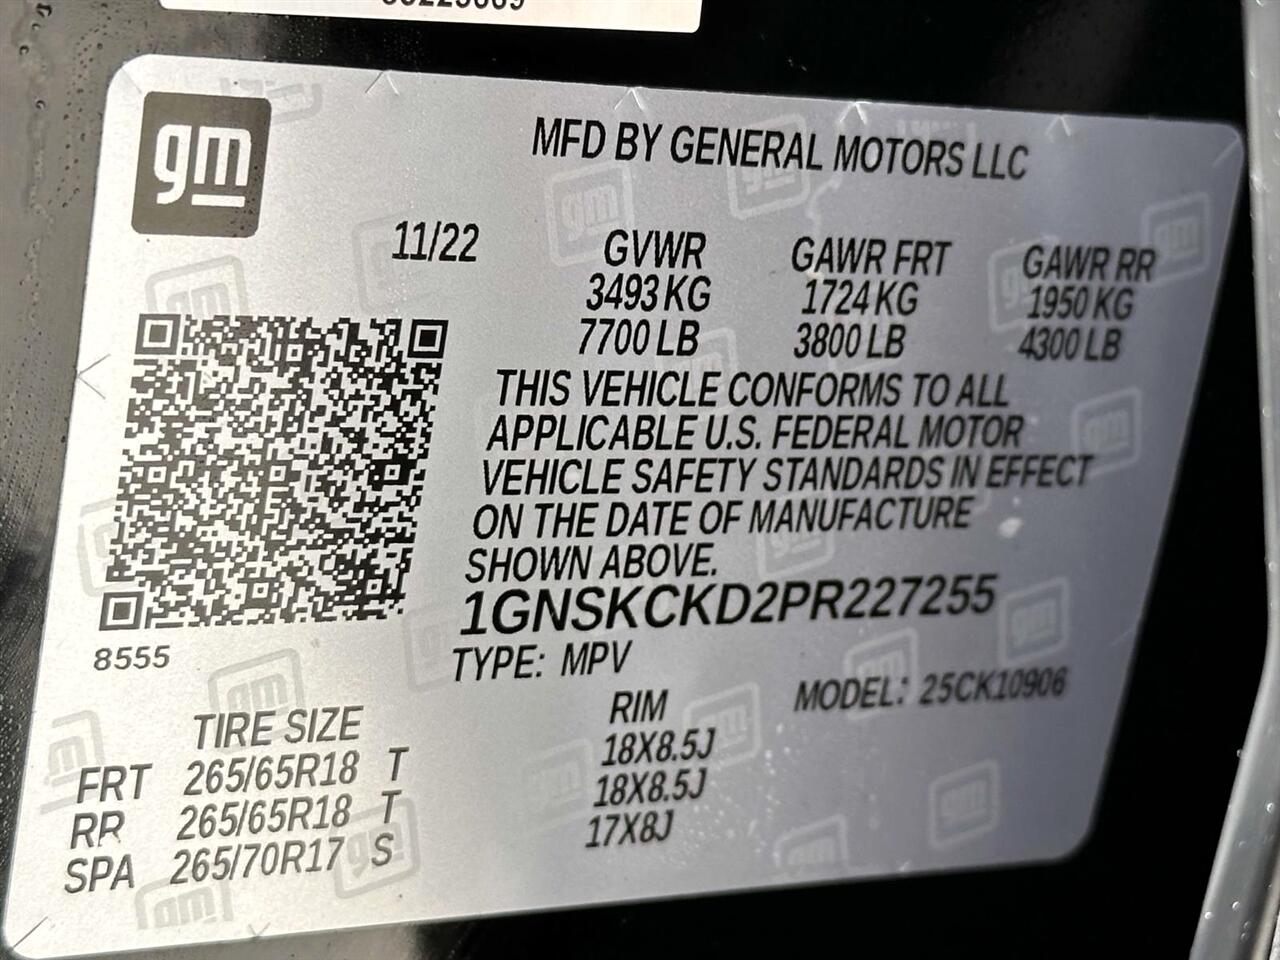 gm
MFD BY GENERAL MOTORS LLC
11/22 GVWR GAWR FRT GAWR RR
3493 KG 1724 KG 1950 KG
7700 LB 3800 LB 4300 LB
THIS VEHICLE CONFORMS TO ALL
APPLICABLE U.S. FEDERAL MOTOR
VEHICLE SAFETY STANDARDS IN EFFECT
ON THE DATE OF MANUFACTURE
SHOWN ABOVE.
1GNSKCKD2PR227255
8555
TYPE: MPV
MODEL: 25CK10906
TIRE SIZE RIM
FRT 265/65R18 T 18X8.5J
RR 265/65R18 T 18X8.5J
SPA 265/70R17 S 17X8J